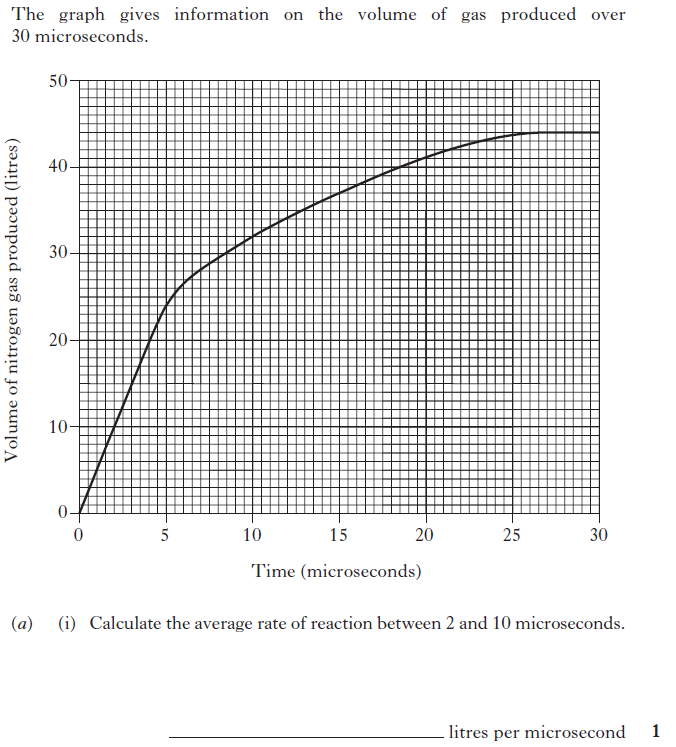 The graph gives information on the volume of gas produced over
30 microseconds.
Volume of nitrogen gas produced (litres)
50
40
30
20
10
0
0 5 10 15 20 25 30
Time (microseconds)
(a) (i) Calculate the average rate of reaction between 2 and 10 microseconds.
litres per microsecond 1